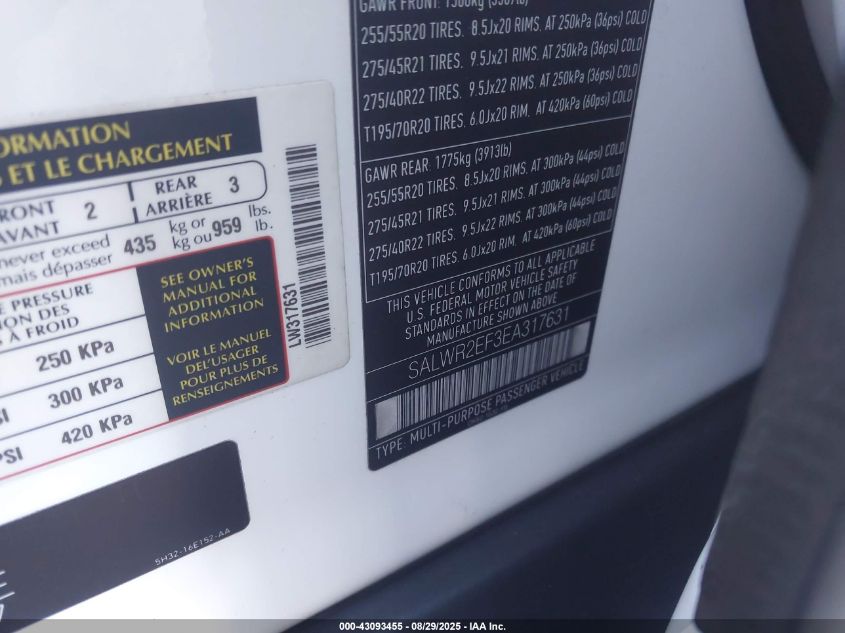 ORMATION
ET LE CHARGEMENT
FRONT 2 REAR 3
AVANT ARRIÈRE
never exceed 435 kg or 959 lbs.
mais dépasser kg ou lb.
E PRESSURE
ION DES
À FROID
250 KPa
300 KPa
PSI 420 KPa
SEE OWNER'S
MANUAL FOR
ADDITIONAL
INFORMATION
VOIR LE MANUEL
DEL'USAGER
POUR PLUS DE
RENSEIGNEMENTS
LW317631
5H32-16E152-AA
255/55R20 TIRES. 8.5Jx20 RIMS. AT 250kPa (36psi) COLD
275/45R21 TIRES. 9.5Jx21 RIMS. AT 250kPa (36psi) COLD
275/40R22 TIRES. 9.5Jx22 RIMS. AT 250kPa (36psi) COLD
T195/70R20 TIRES. 6.0Jx20 RIM. AT 420kPa (60psi) COLD
GAWR REAR: 1775kg (3913lb)
255/55R20 TIRES. 8.5Jx20 RIMS. AT 300kPa (44psi) COLD
275/45R21 TIRES. 9.5Jx21 RIMS. AT 300kPa (44psi) COLD
275/40R22 TIRES. 9.5Jx22 RIMS. AT 300kPa (44psi) COLD
T195/70R20 TIRES. 6.0Jx20 RIM. AT 420kPa (60psi) COLD
THIS VEHICLE CONFORMS TO ALL APPLICABLE
U.S. FEDERAL MOTOR VEHICLE SAFETY
STANDARDS IN EFFECT ON THE DATE OF
MANUFACTURE SHOWN ABOVE
SALWR2EF3EA317631
TYPE: MULTI-PURPOSE PASSENGER VEHICLE
000-43093455 - 08/29/2025 - IAA Inc.